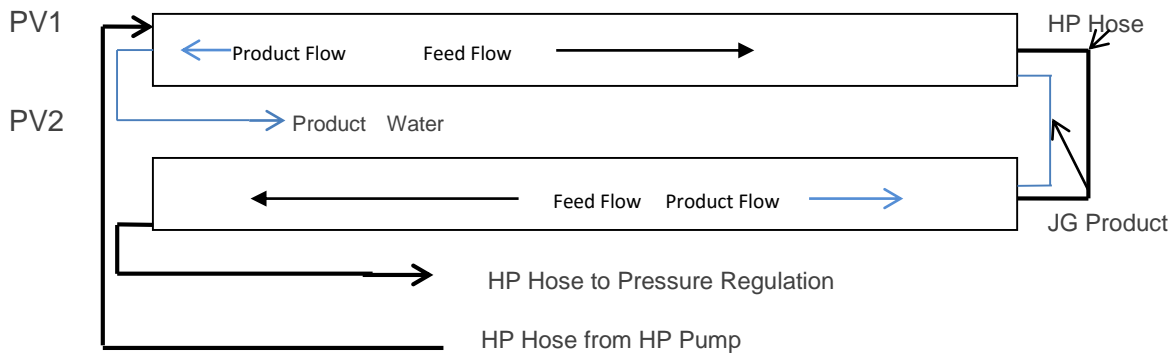 PV1
HP Hose
Product Flow Feed Flow
PV2
Product Water
Feed Flow Product Flow
JG Product
HP Hose to Pressure Regulation
HP Hose from HP Pump